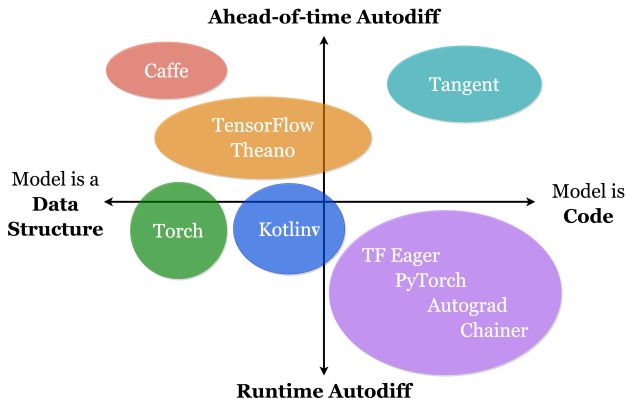 Ahead-of-time Autodiff
Caffe
Tangent
TensorFlow
Theano
Model is a
Data
Structure
Model is
Code
Torch
Kotlin∇
TF Eager
PyTorch
Autograd
Chainer
Runtime Autodiff